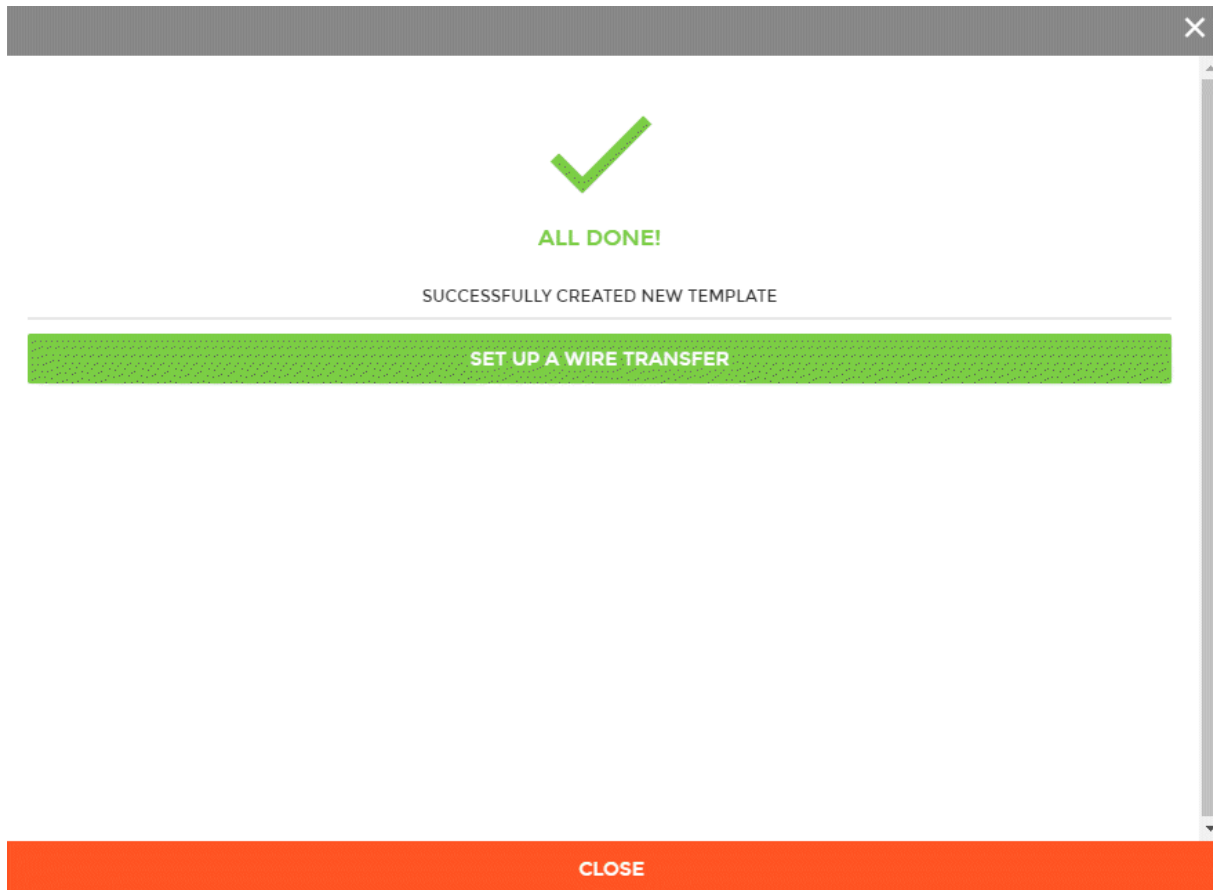 ALL DONE!
SUCCESSFULLY CREATED NEW TEMPLATE
SET UP A WIRE TRANSFER
CLOSE